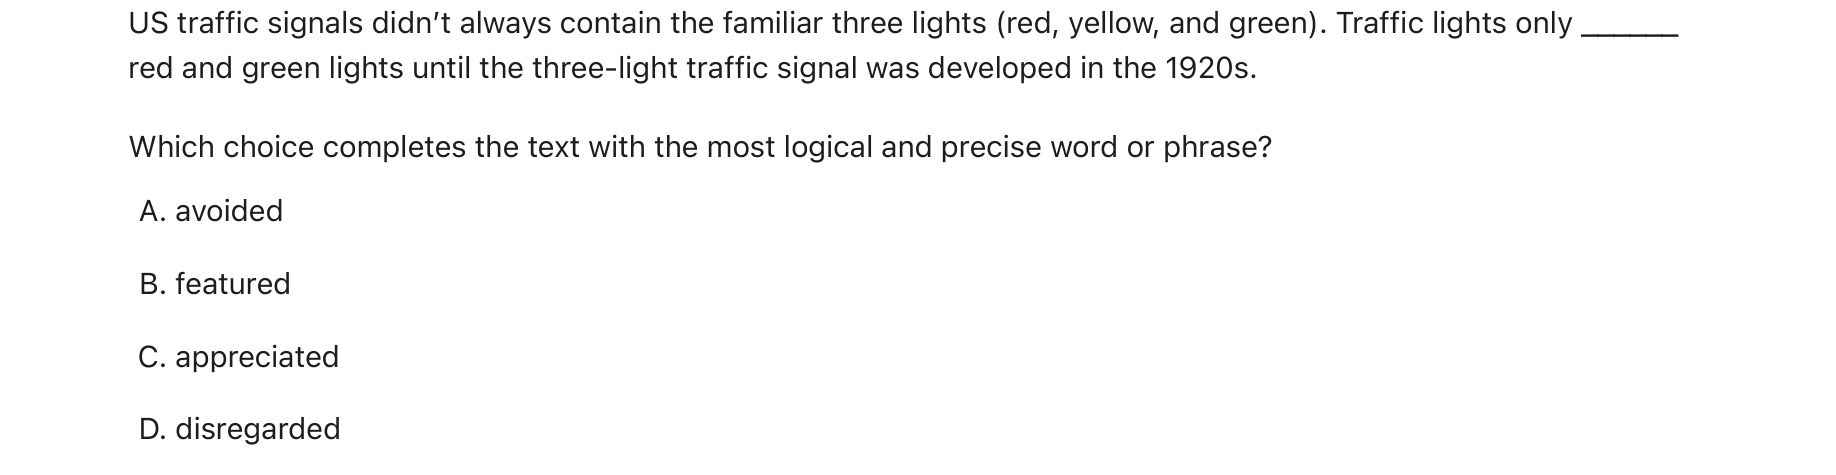 US traffic signals didn’t always contain the familiar three lights (red, yellow, and green). Traffic lights only ______
red and green lights until the three-light traffic signal was developed in the 1920s.
Which choice completes the text with the most logical and precise word or phrase?
A. avoided
B. featured
C. appreciated
D. disregarded